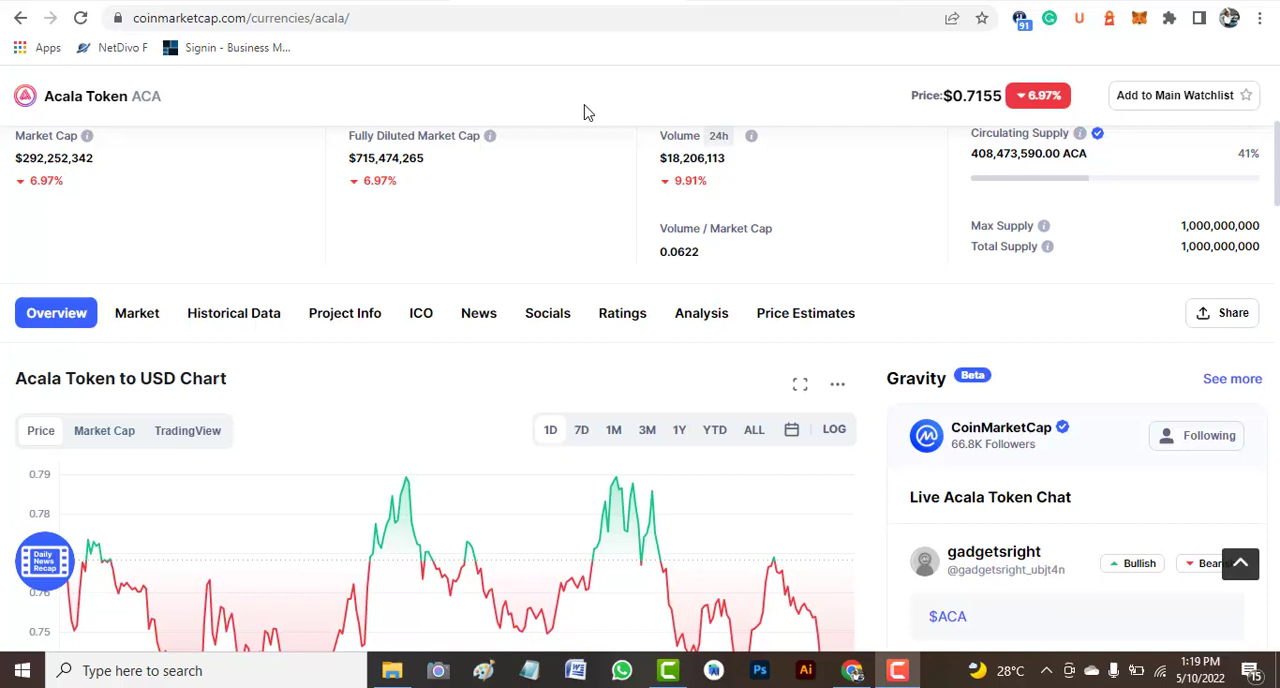 coinmarketcap.com/currencies/acala/
91
Apps NetDivo F Signin - Business M...
Acala Token ACA
Price:$0.7155 6.97% Add to Main Watchlist
Market Cap Fully Diluted Market Cap Volume 24h Circulating Supply
$292,252,342 $715,474,265 $18,206,113 408,473,590.00 ACA 41%
6.97% 6.97% 9.91%
Volume / Market Cap Max Supply 1,000,000,000
0.0622 Total Supply 1,000,000,000
Overview Market Historical Data Project Info ICO News Socials Ratings Analysis Price Estimates Share
Acala Token to USD Chart
Price Market Cap TradingView 1D 7D 1M 3M 1Y YTD ALL LOG
0.79
0.78
0.76
0.75
Daily
News
Recap
Gravity Beta See more
CoinMarketCap
66.8K Followers
Following
Live Acala Token Chat
gadgetsright
@gadgetsright_ubjt4n
Bullish
$ACA
Type here to search
Ps Ai
28°C
1:19 PM
5/10/2022
15